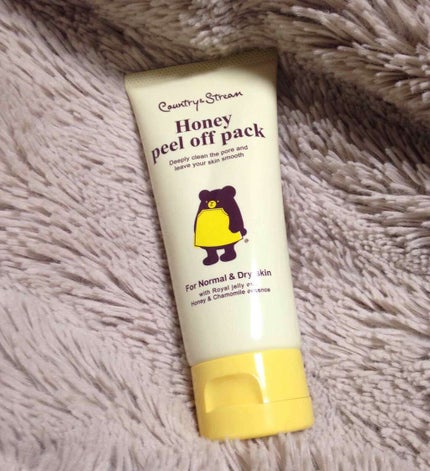 Country & Stream
Honey
peel off pack
Deeply clean the pore and
leave your skin smooth
For Normal & Dry skin
with Royal jelly
Honey & Chamomile essence